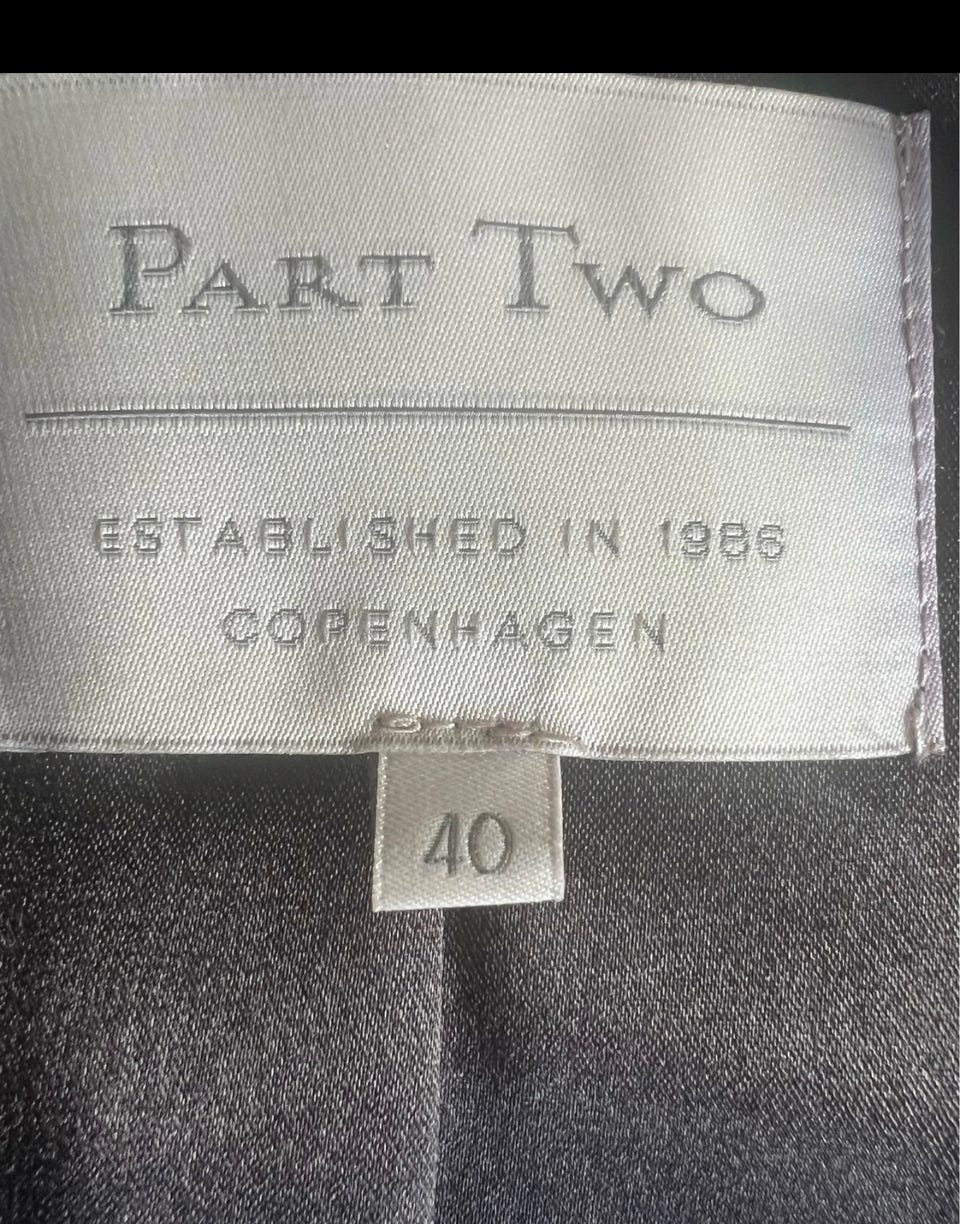 PART TWO
ESTABLISHED IN 1986
COPENHAGEN
40